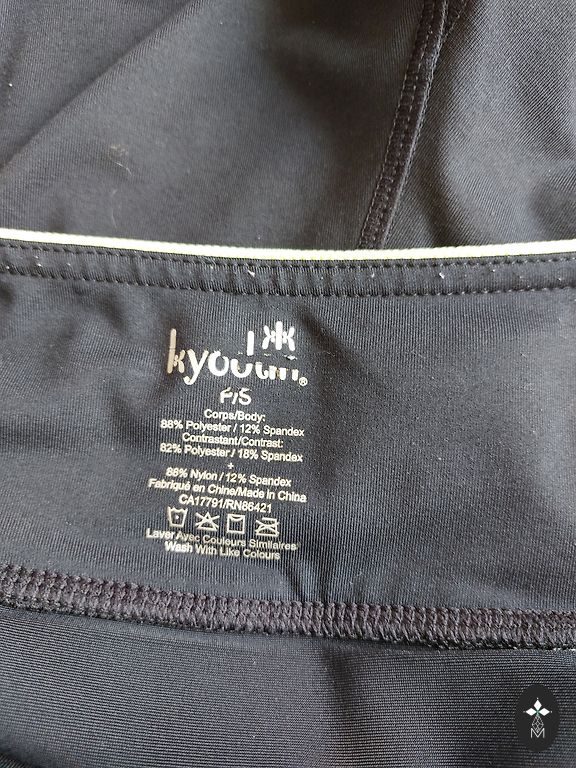 kyodan®
P/S
Corps/Body:
88% Polyester / 12% Spandex
Contrastant/Contrast:
82% Polyester / 18% Spandex
+
88% Nylon / 12% Spandex
Fabriqué en Chine/Made in China
CA17791/RN86421
Laver Avec Couleurs Similaires
Wash With Like Colours
M